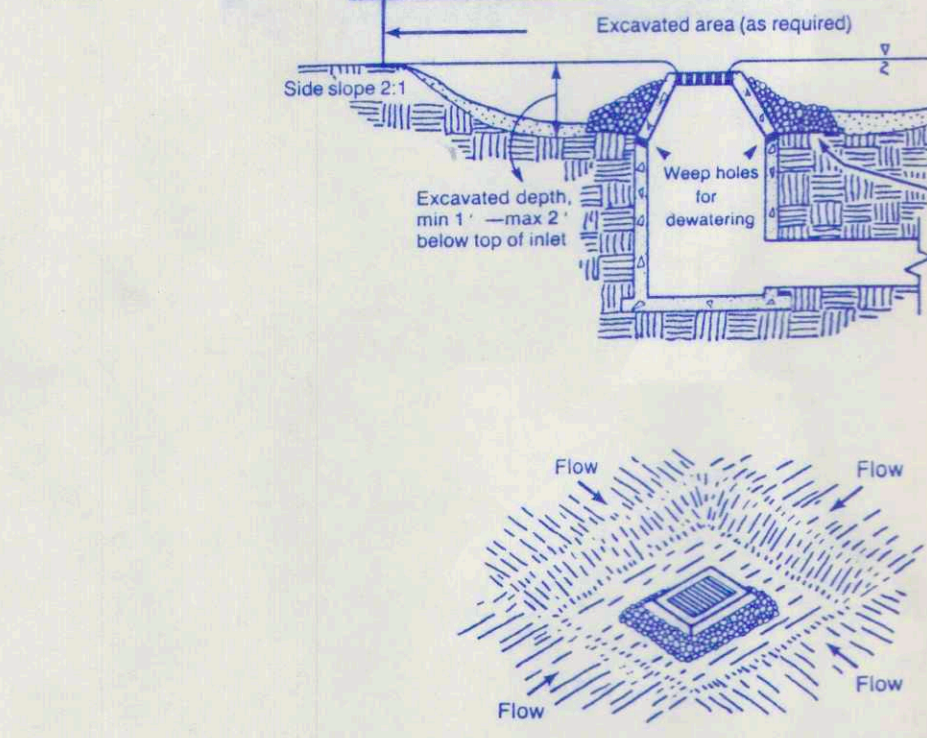 Excavated area (as required)
Side slope 2:1
Excavated depth,
min 1' —max 2'
below top of inlet
Weep holes
for
dewatering
Flow
Flow
Flow
Flow